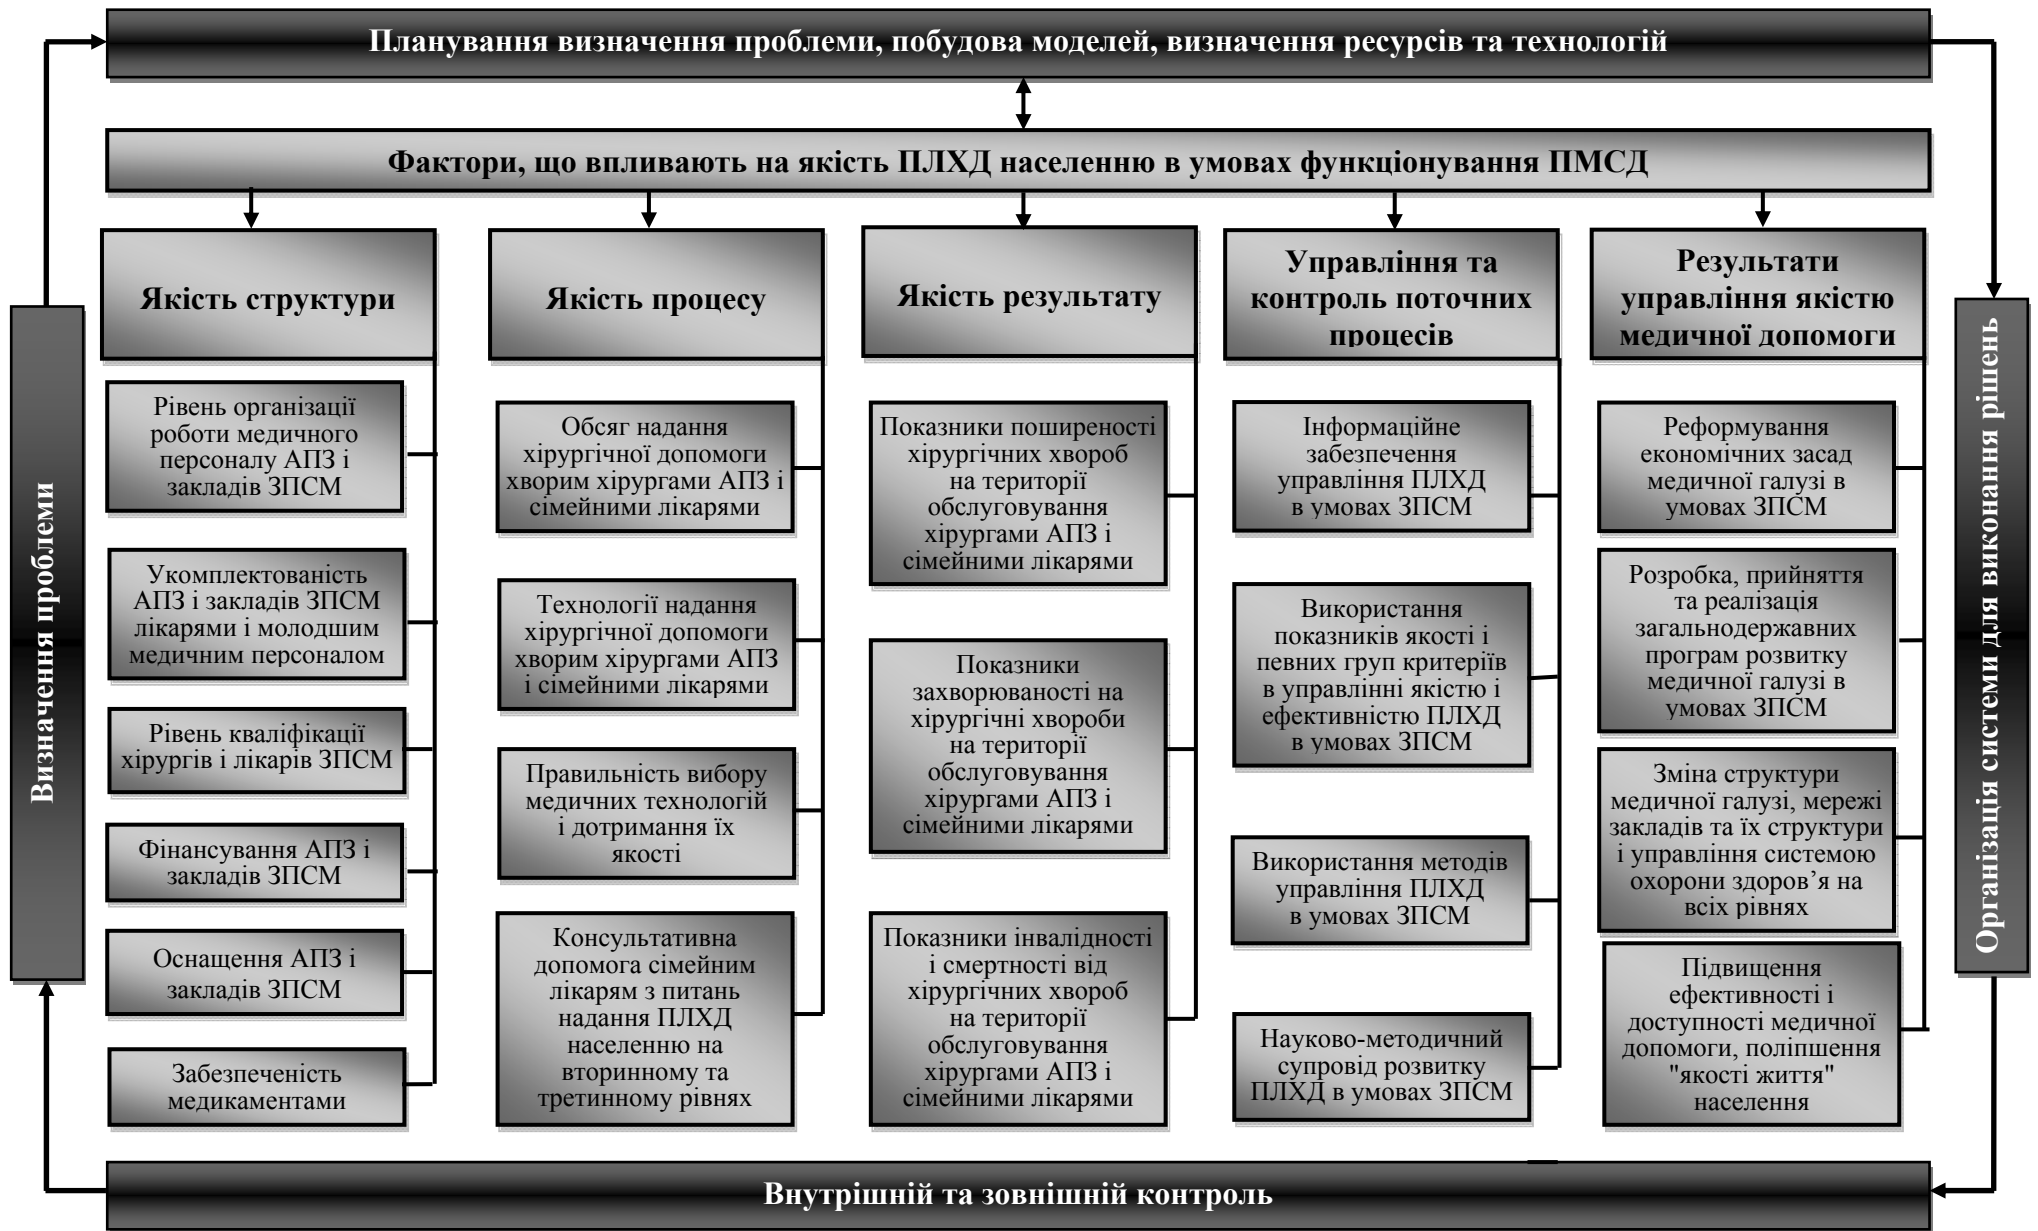 Планування визначення проблеми, побудова моделей, визначення ресурсів та технологій
Фактори, що впливають на якість ПЛХД населенню в умовах функціонування ПМСД
Визначення проблеми
Якість структури
Рівень організації
роботи медичного
персоналу АПЗ і
закладів ЗПСМ
Укомплектованість
АПЗ і закладів ЗПСМ
лікарями і молодшим
медичним персоналом
Рівень кваліфікації
хірургів і лікарів ЗПСМ
Фінансування АПЗ і
закладів ЗПСМ
Оснащення АПЗ і
закладів ЗПСМ
Забезпеченість
медикаментами
Якість процесу
Обсяг надання
хірургічної допомоги
хворим хірургами АПЗ і
сімейними лікарями
Технології надання
хірургічної допомоги
хворим хірургами АПЗ
і сімейними лікарями
Правильність вибору
медичних технологій
і дотримання їх
якості
Консультативна
допомога сімейним
лікарям з питань
надання ПЛХД
населенню на
вторинному та
третинному рівнях
Якість результату
Показники поширеності
хірургічних хвороб
на території
обслуговування
хірургами АПЗ і
сімейними лікарями
Показники
захворюваності на
хірургічні хвороби
на території
обслуговування
хірургами АПЗ і
сімейними лікарями
Показники інвалідності
і смертності від
хірургічних хвороб
на території
обслуговування
хірургами АПЗ і
сімейними лікарями
Управління та
контроль поточних
процесів
Інформаційне
забезпечення
управління ПЛХД
в умовах ЗПСМ
Використання
показників якості і
певних груп критеріїв
в управлінні якістю і
ефективністю ПЛХД
в умовах ЗПСМ
Використання методів
управління ПЛХД
в умовах ЗПСМ
Науково-методичний
супровід розвитку
ПЛХД в умовах ЗПСМ
Результати
управління якістю
медичної допомоги
Реформування
економічних засад
медичної галузі в
умовах ЗПСМ
Розробка, прийняття
та реалізація
загальнодержавних
програм розвитку
медичної галузі в
умовах ЗПСМ
Зміна структури
медичної галузі, мережі
закладів та їх структури
і управління системою
охорони здоров’я на
всіх рівнях
Підвищення
ефективності і
доступності медичної
допомоги, поліпшення
"якості життя"
населення
Організація системи для виконання рішень
Внутрішній та зовнішній контроль